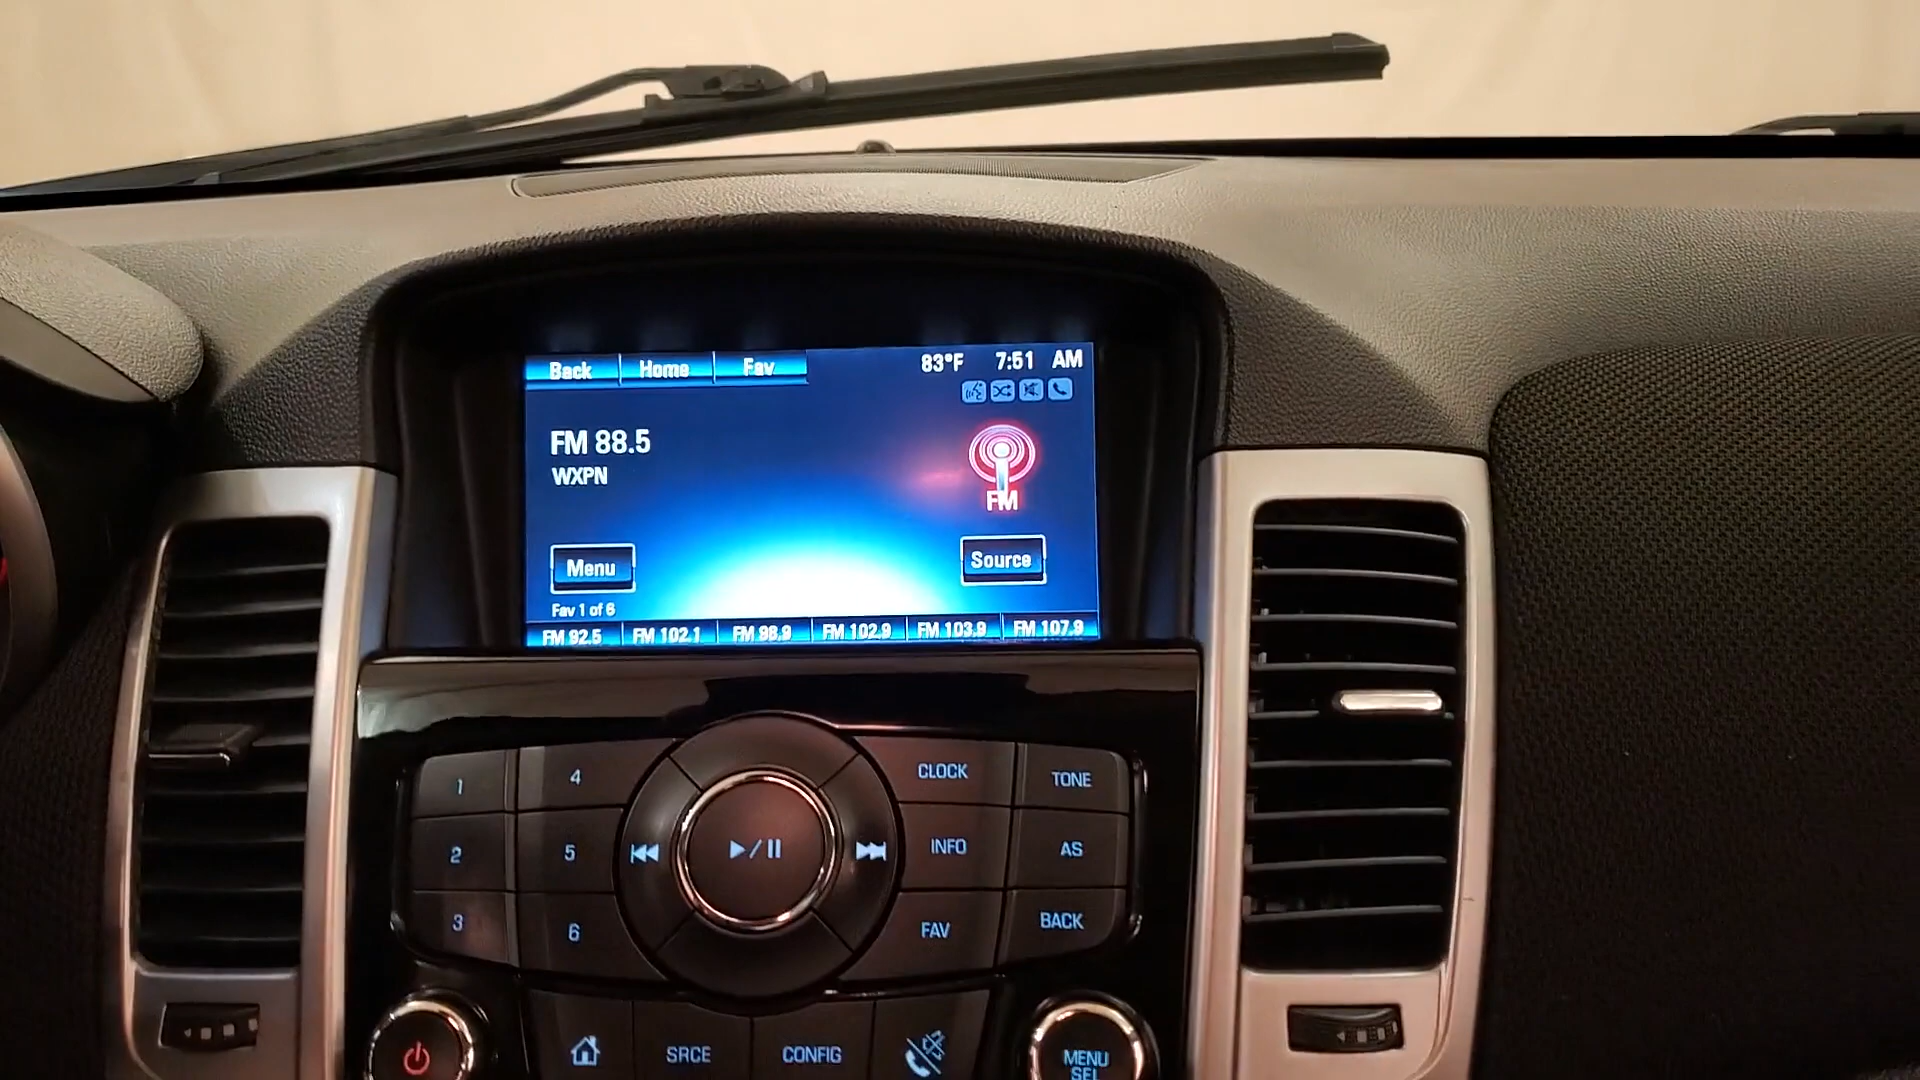 Back Home Fav 83°F 7:51 AM
FM 88.5
WXPN
FM
Menu
Source
Fav 1 of 6
FM 92.5 FM 102.1 FM 98.9 FM 102.9 FM 103.9 FM 107.9
1 4 CLOCK TONE
2 5 INFO AS
3 6 FAV BACK
SRCE CONFIG MENU
SEL